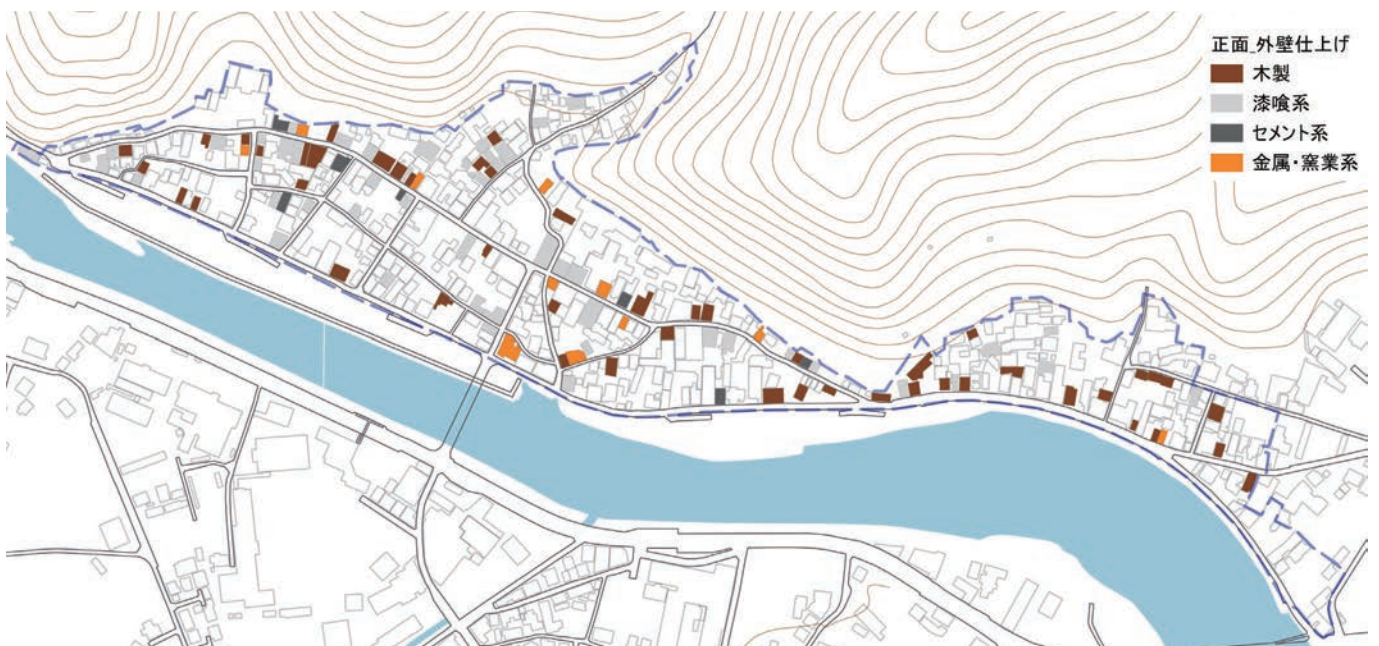 正面_外壁仕上げ
木製
漆喰系
セメント系
金属・窯業系